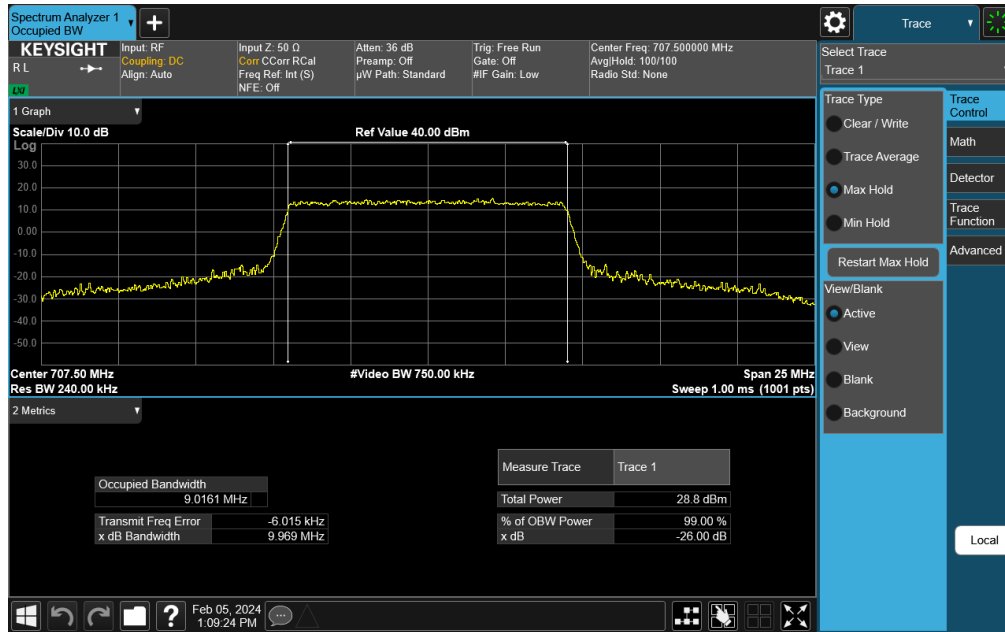 Spectrum Analyzer 1
Occupied BW
Trace
KEYSIGHT
R L
LXI
Input: RF
Coupling: DC
Align: Auto
Input Z: 50 Ω
Corr CCorr RCal
Freq Ref: Int (S)
NFE: Off
Atten: 36 dB
Preamp: Off
µW Path: Standard
Trig: Free Run
Gate: Off
#IF Gain: Low
Center Freq: 707.500000 MHz
Avg|Hold: 100/100
Radio Std: None
Select Trace
Trace 1
1 Graph
Scale/Div 10.0 dB
Ref Value 40.00 dBm
Log
30.0
20.0
10.0
0.00
-10.0
-20.0
-30.0
-40.0
-50.0
Center 707.50 MHz
#Video BW 750.00 kHz
Span 25 MHz
Res BW 240.00 kHz
Sweep 1.00 ms (1001 pts)
Trace Type
Clear / Write
Trace Average
Max Hold
Min Hold
Restart Max Hold
View/Blank
Active
View
Blank
Background
Trace
Control
Math
Detector
Trace
Function
Advanced
Local
2 Metrics
Occupied Bandwidth
9.0161 MHz
Transmit Freq Error -6.015 kHz
x dB Bandwidth 9.969 MHz
Measure Trace Trace 1
Total Power 28.8 dBm
% of OBW Power 99.00 %
x dB -26.00 dB
?
Feb 05, 2024
1:09:24 PM